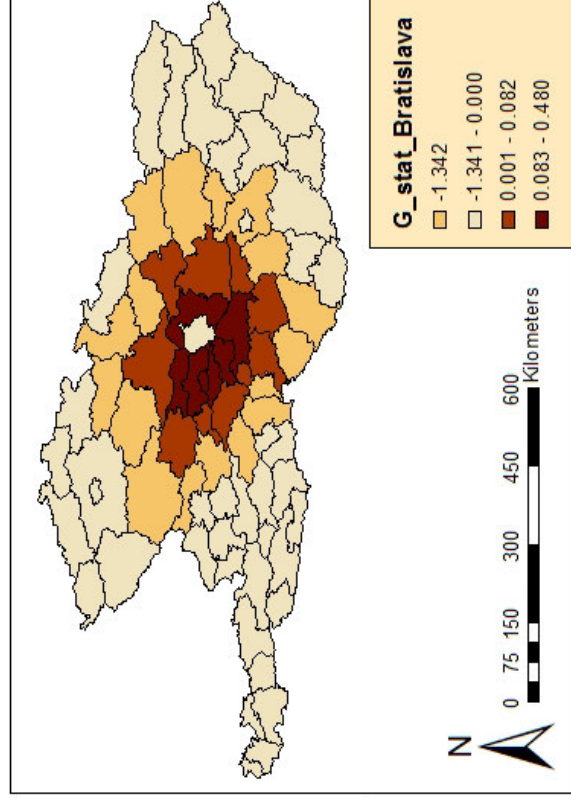 G_stat_Bratislava
-1.342
-1.341 - 0.000
0.001 - 0.082
0.083 - 0.480
N
0 75 150 300 450 600
Kilometers